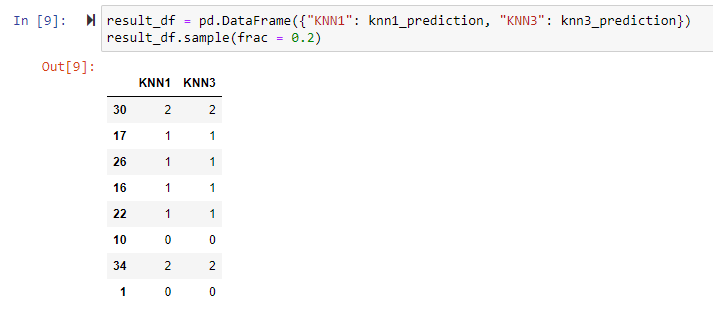 In [9]: result_df = pd.DataFrame({"KNN1": knn1_prediction, "KNN3": knn3_prediction})
result_df.sample(frac = 0.2)
Out[9]:
KNN1 KNN3
30 2 2
17 1 1
26 1 1
16 1 1
22 1 1
10 0 0
34 2 2
1 0 0